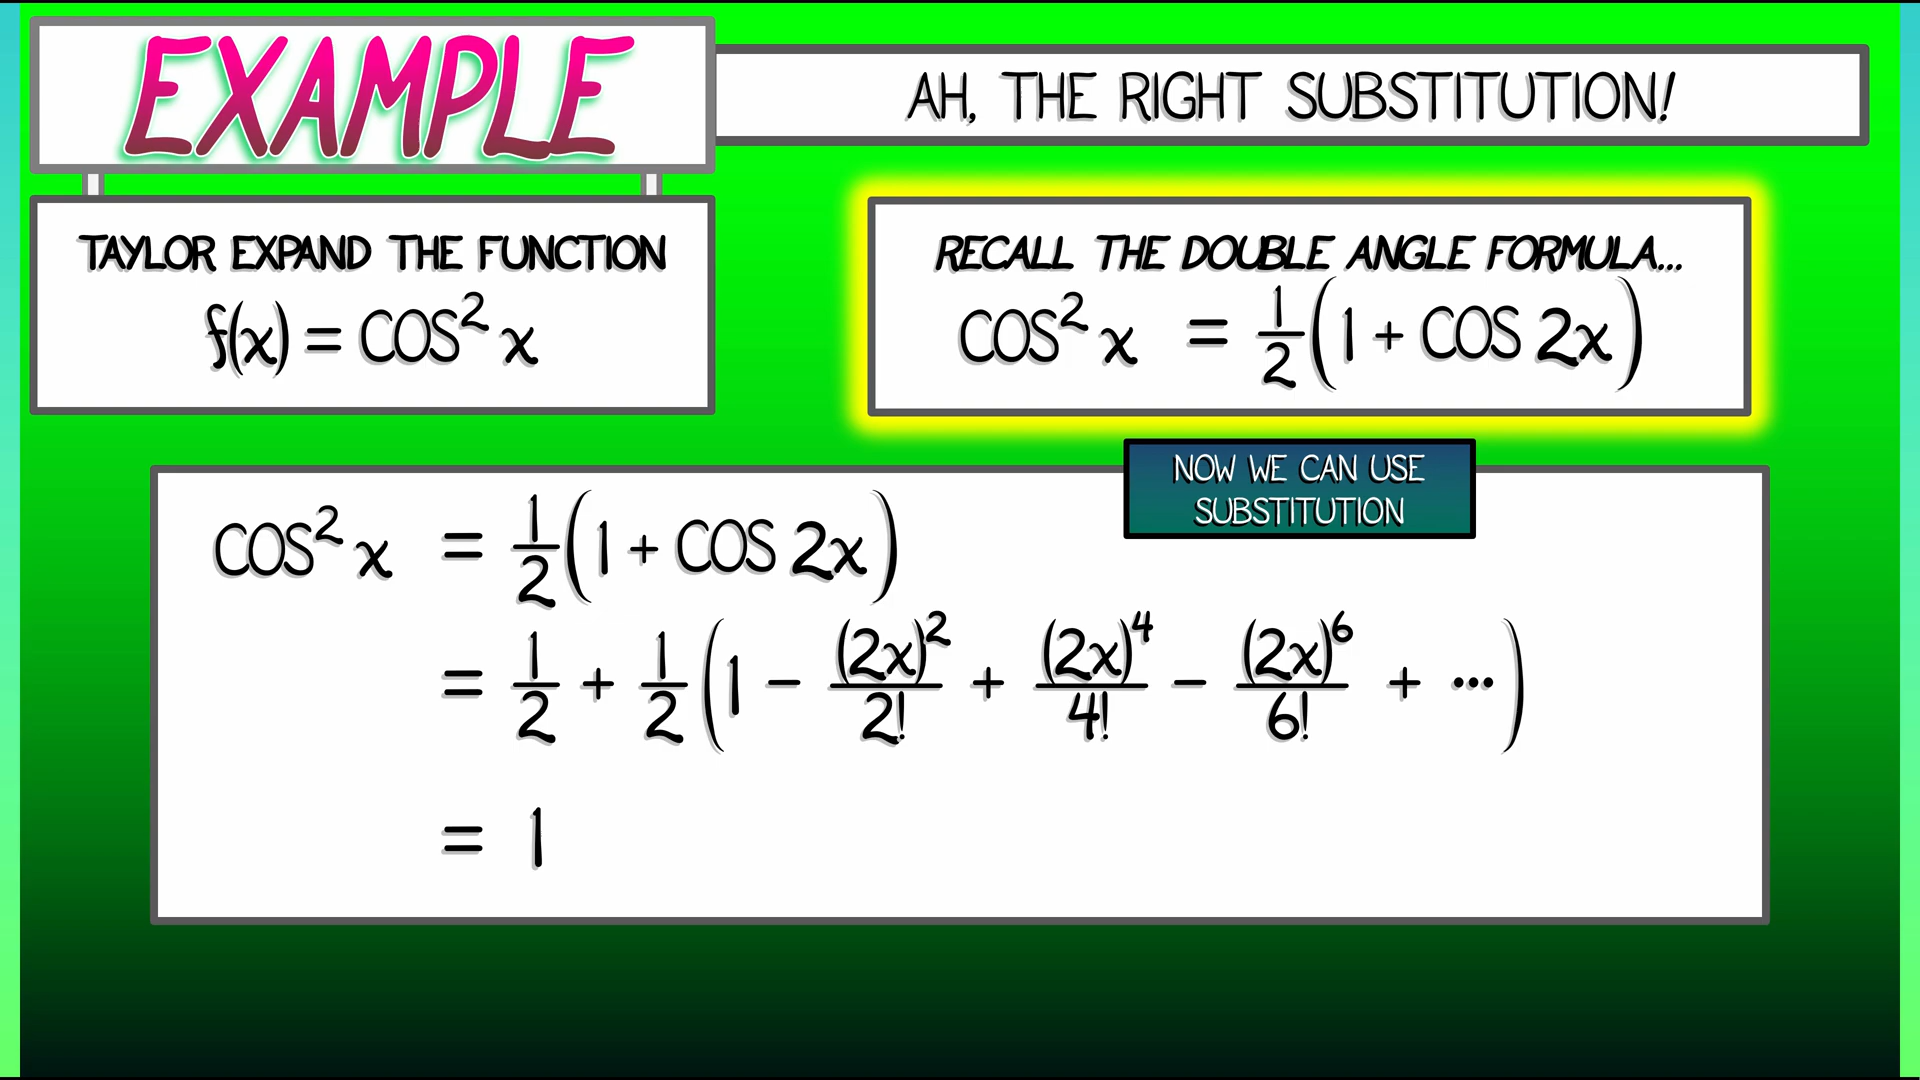 EXAMPLE
AH, THE RIGHT SUBSTITUTION!
TAYLOR EXPAND THE FUNCTION
f(x) = COS² x
RECALL THE DOUBLE ANGLE FORMULA...
COS² x = 1/2 (1 + COS 2x)
NOW WE CAN USE
SUBSTITUTION
COS² x = 1/2 (1 + COS 2x)
= 1/2 + 1/2 (1 - (2x)²/2! + (2x)⁴/4! - (2x)⁶/6! + ...)
= 1